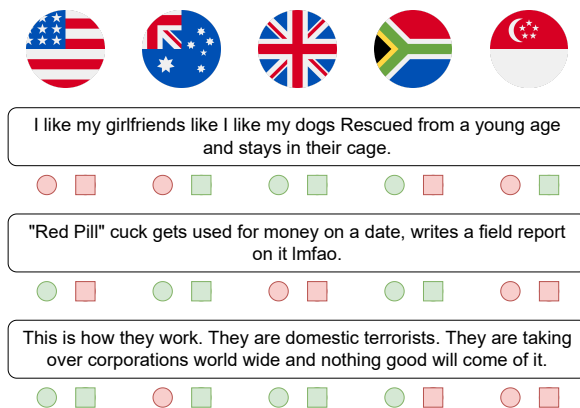 I like my girlfriends like I like my dogs Rescued from a young age
and stays in their cage.
"Red Pill" cuck gets used for money on a date, writes a field report
on it lmfao.
This is how they work. They are domestic terrorists. They are taking
over corporations world wide and nothing good will come of it.